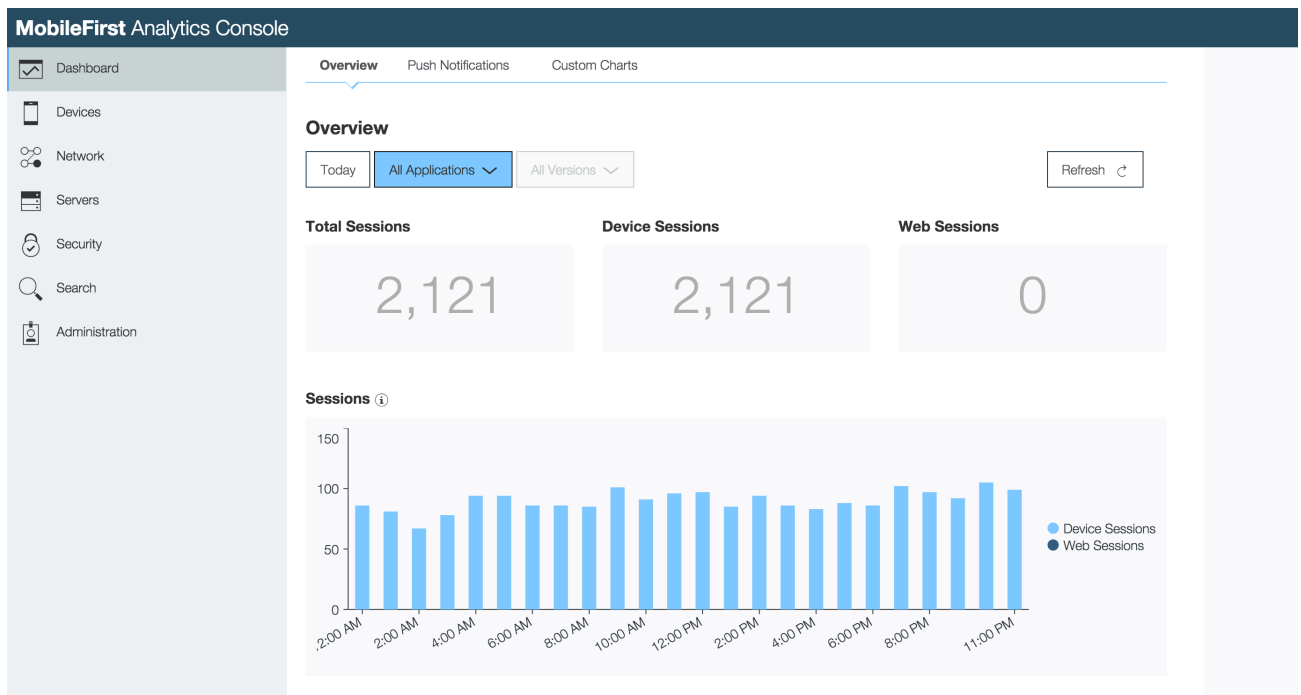 MobileFirst Analytics Console
Dashboard
Devices
Network
Servers
Security
Search
Administration
Overview Push Notifications Custom Charts
Overview
Today All Applications All Versions Refresh
Total Sessions Device Sessions Web Sessions
2,121 2,121 0
Sessions i
150
100
50
0
2:00 AM 2:00 AM 4:00 AM 6:00 AM 8:00 AM 10:00 AM 12:00 PM 2:00 PM 4:00 PM 6:00 PM 8:00 PM 11:00 PM
Device Sessions
Web Sessions